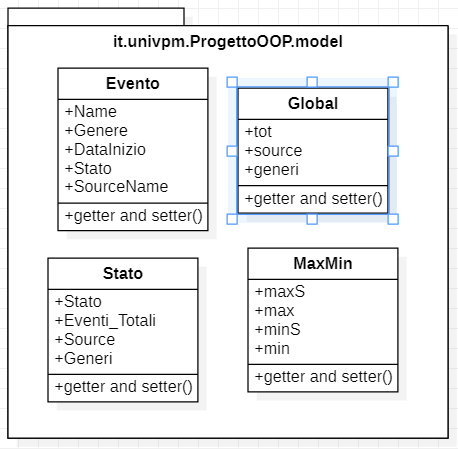 it.univpm.ProgettoOOP.model
Evento
+Name
+Genere
+DataInizio
+Stato
+SourceName
+getter and setter()
Global
+tot
+source
+generi
+getter and setter()
Stato
+Stato
+Eventi_Totali
+Source
+Generi
+getter and setter()
MaxMin
+maxS
+max
+minS
+min
+getter and setter()